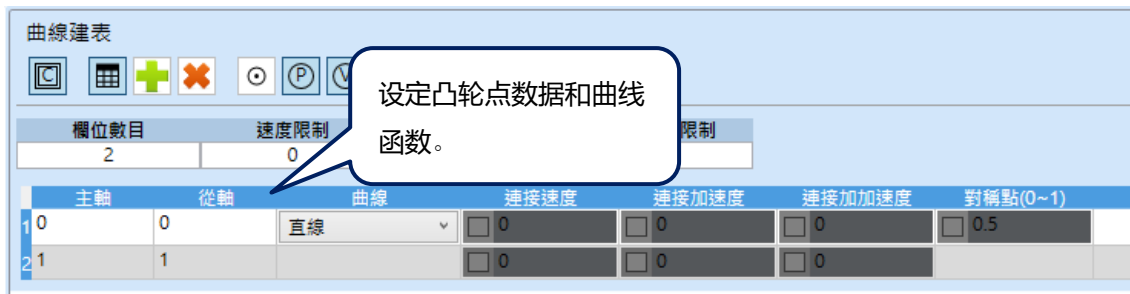 曲線建表
C P V
设定凸轮点数据和曲线
函数。
欄位數目 速度限制 限制
2 0
主軸 從軸 曲線 連接速度 連接加速度 連接加加速度 對稱點(0~1)
1 0 0 直線 0 0 0 0.5
2 1 1 0 0 0